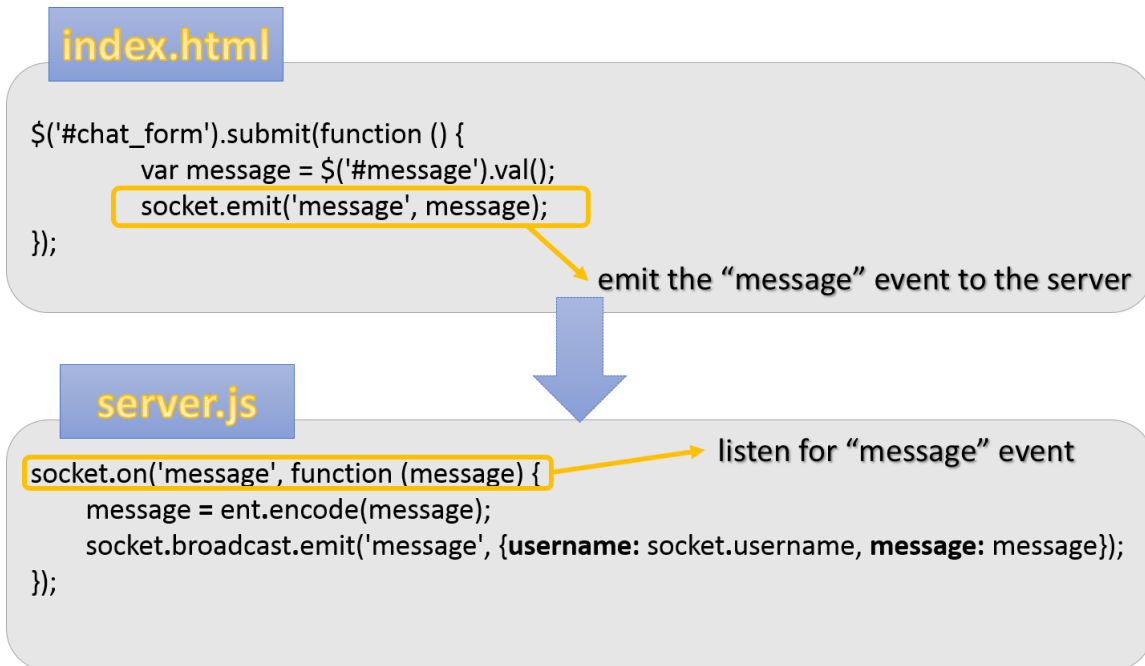 index.html
$('#chat_form').submit(function () {
var message = $('#message').val();
socket.emit('message', message);
});
emit the “message” event to the server
server.js
listen for “message” event
socket.on('message', function (message) {
message = ent.encode(message);
socket.broadcast.emit('message', {username: socket.username, message: message});
});